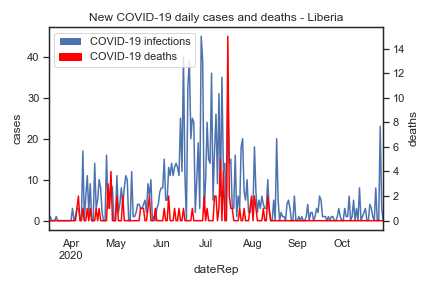 New COVID-19 daily cases and deaths - Liberia
COVID-19 infections
COVID-19 deaths
40
30
20
10
0
cases
14
12
10
8
6
4
2
0
deaths
Apr May Jun Jul Aug Sep Oct
2020
dateRep